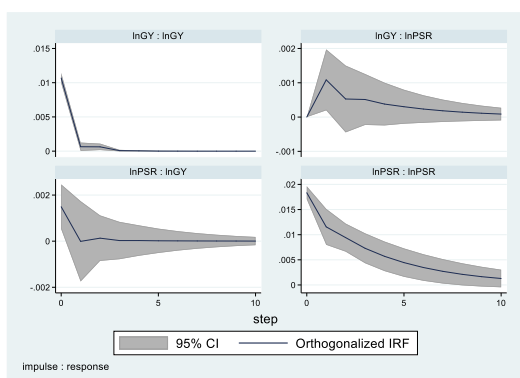 lnGY : lnGY
lnGY : lnPSR
.015
.01
.005
0
.002
.001
0
-.001
lnPSR : lnGY
lnPSR : lnPSR
.002
0
-.002
.02
.015
.01
.005
0
0 5 10
0 5 10
step
95% CI Orthogonalized IRF
impulse : response